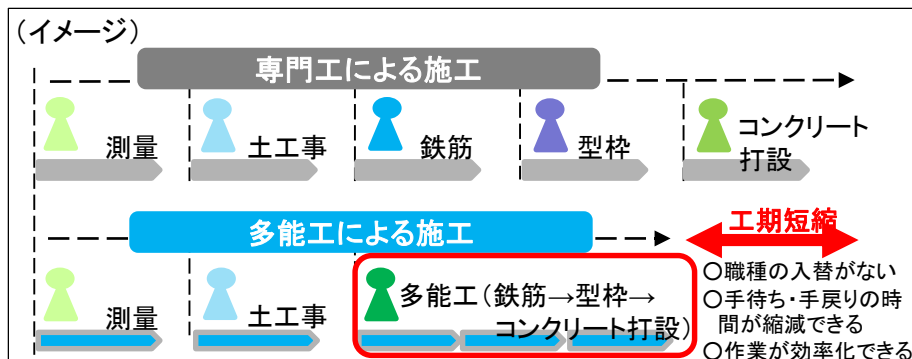 （イメージ）
専門工による施工
測量
土工事
鉄筋
型枠
コンクリート
打設
多能工による施工
工期短縮
測量
土工事
多能工（鉄筋→型枠→
コンクリート打設）
〇職種の入替がない
〇手待ち・手戻りの時
間が縮減できる
〇作業が効率化できる